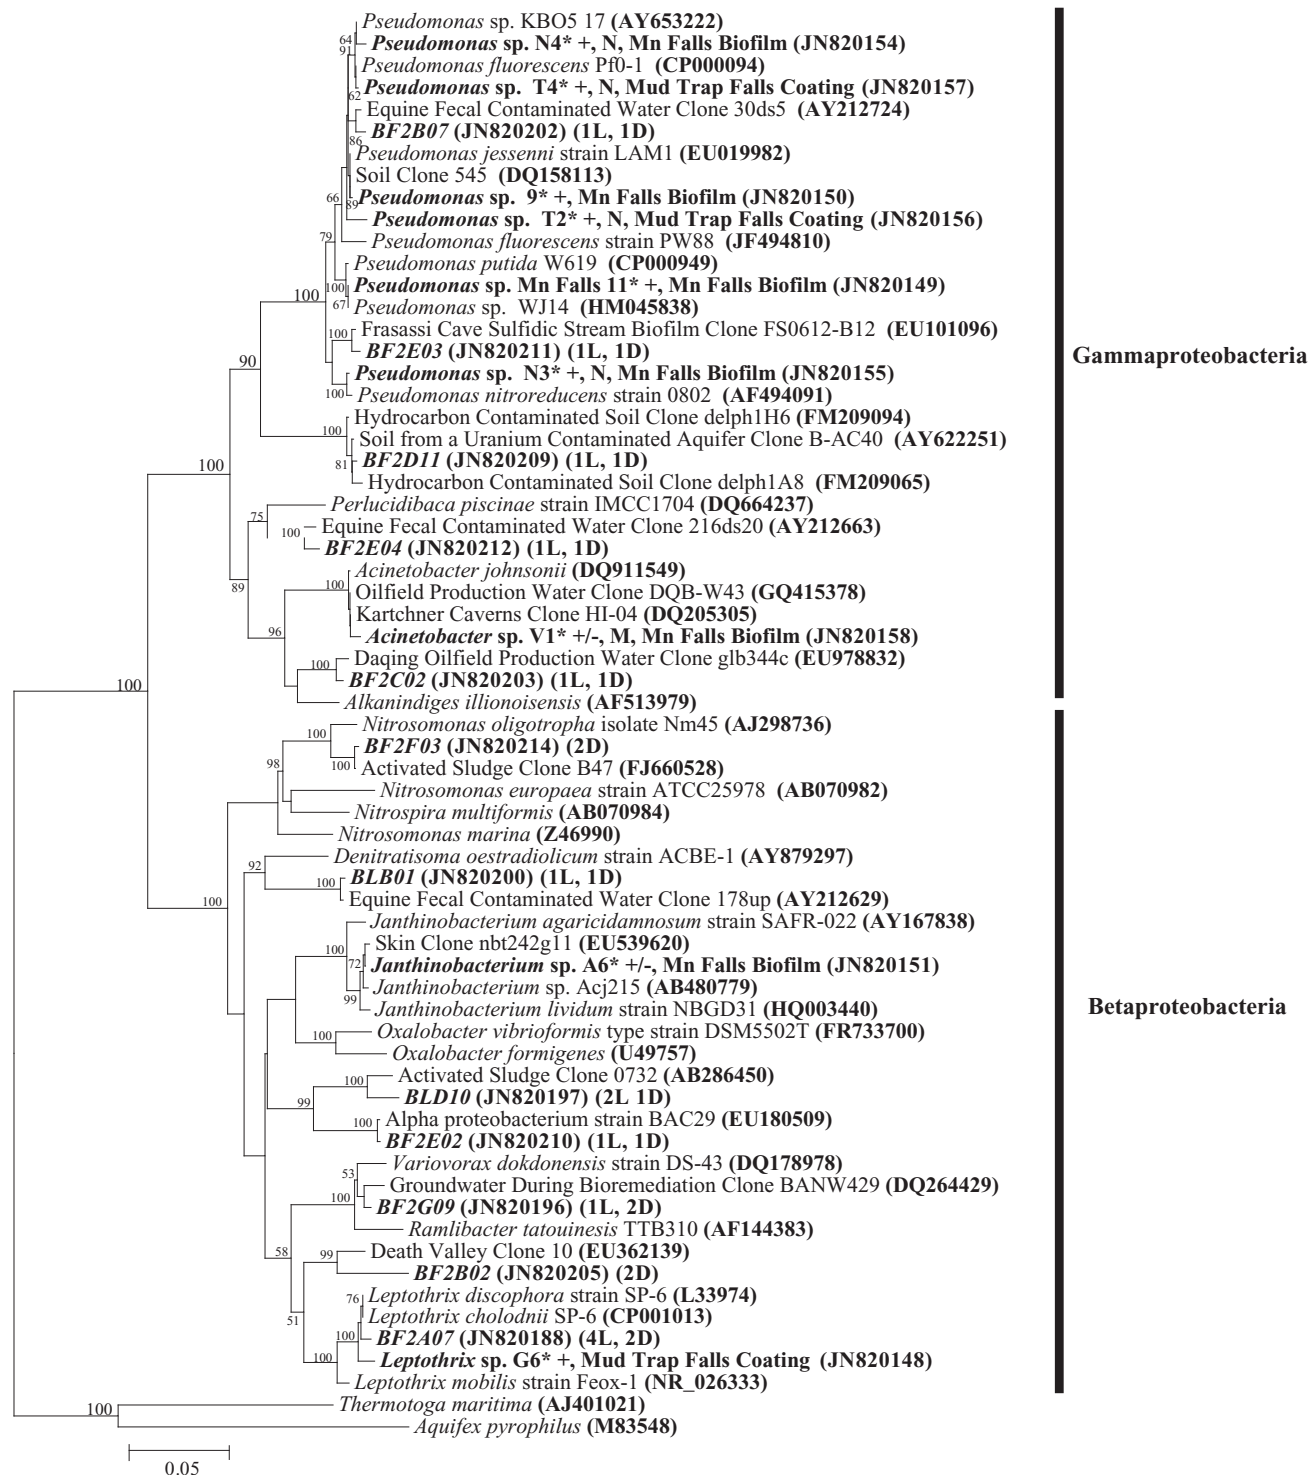 Pseudomonas sp. KBO5 17 (AY653222)
64
Pseudomonas sp. N4* +, N, Mn Falls Biofilm (JN820154)
91
Pseudomonas fluorescens Pf0-1 (CP000094)
Pseudomonas sp. T4* +, N, Mud Trap Falls Coating (JN820157)
62
Equine Fecal Contaminated Water Clone 30ds5 (AY212724)
BF2B07 (JN820202) (1L, 1D)
86
Pseudomonas jessenni strain LAM1 (EU019982)
Soil Clone 545 (DQ158113)
66
Pseudomonas sp. 9* +, Mn Falls Biofilm (JN820150)
89
Pseudomonas sp. T2* +, N, Mud Trap Falls Coating (JN820156)
79
Pseudomonas fluorescens strain PW88 (JF494810)
Pseudomonas putida W619 (CP000949)
100
Pseudomonas sp. Mn Falls 11* +, Mn Falls Biofilm (JN820149)
100
67
Pseudomonas sp. WJ14 (HM045838)
100
Frasassi Cave Sulfidic Stream Biofilm Clone FS0612-B12 (EU101096)
BF2E03 (JN820211) (1L, 1D)
Gammaproteobacteria
90
Pseudomonas sp. N3* +, N, Mn Falls Biofilm (JN820155)
100
Pseudomonas nitroreducens strain 0802 (AF494091)
Hydrocarbon Contaminated Soil Clone delph1H6 (FM209094)
100
Soil from a Uranium Contaminated Aquifer Clone B-AC40 (AY622251)
100
81
BF2D11 (JN820209) (1L, 1D)
Hydrocarbon Contaminated Soil Clone delph1A8 (FM209065)
Perlucidibaca piscinae strain IMCC1704 (DQ664237)
75
Equine Fecal Contaminated Water Clone 216ds20 (AY212663)
100
BF2E04 (JN820212) (1L, 1D)
Acinetobacter johnsonii (DQ911549)
89
100
Oilfield Production Water Clone DQB-W43 (GQ415378)
Kartchner Caverns Clone HI-04 (DQ205305)
96
Acinetobacter sp. V1* +/-, M, Mn Falls Biofilm (JN820158)
Daqing Oilfield Production Water Clone glb344c (EU978832)
100
BF2C02 (JN820203) (1L, 1D)
100
Alkanindiges illionoisensis (AF513979)
Nitrosomonas oligotropha isolate Nm45 (AJ298736)
100
BF2F03 (JN820214) (2D)
98
100
Activated Sludge Clone B47 (FJ660528)
Nitrosomonas europaea strain ATCC25978 (AB070982)
Nitrospira multiformis (AB070984)
Nitrosomonas marina (Z46990)
Denitratisoma oestradiolicum strain ACBE-1 (AY879297)
92
BLB01 (JN820200) (1L, 1D)
100
100
Equine Fecal Contaminated Water Clone 178up (AY212629)
Janthinobacterium agaricidamnosum strain SAFR-022 (AY167838)
Skin Clone nbt242g11 (EU539620)
100
72
Janthinobacterium sp. A6* +/-, Mn Falls Biofilm (JN820151)
Janthinobacterium sp. Acj215 (AB480779)
99
Janthinobacterium lividum strain NBGD31 (HQ003440)
Betaproteobacteria
Oxalobacter vibrioformis type strain DSM5502T (FR733700)
100
Oxalobacter formigenes (U49757)
Activated Sludge Clone 0732 (AB286450)
100
BLD10 (JN820197) (2L 1D)
99
Alpha proteobacterium strain BAC29 (EU180509)
100
BF2E02 (JN820210) (1L, 1D)
Variovorax dokdonensis strain DS-43 (DQ178978)
53
Groundwater During Bioremediation Clone BANW429 (DQ264429)
100
BF2G09 (JN820196) (1L, 2D)
Ramlibacter tatouinesis TTB310 (AF144383)
58
99
Death Valley Clone 10 (EU362139)
BF2B02 (JN820205) (2D)
76
Leptothrix discophora strain SP-6 (L33974)
51
Leptothrix cholodnii SP-6 (CP001013)
100
BF2A07 (JN820188) (4L, 2D)
100
Leptothrix sp. G6* +, Mud Trap Falls Coating (JN820148)
Leptothrix mobilis strain Feox-1 (NR_026333)
100
Thermotoga maritima (AJ401021)
Aquifex pyrophilus (M83548)
0.05